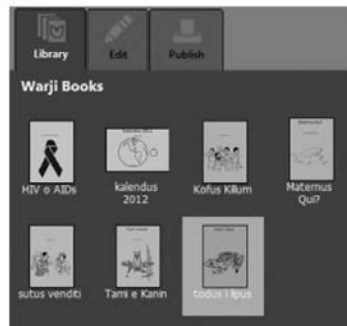 Library Edit Publish
Warji Books
HIV o AIDs
kalendus
2012
Kofus Kilum
Maternus
Qui?
sutus venditi
Tami e Kanin
todus i lipus